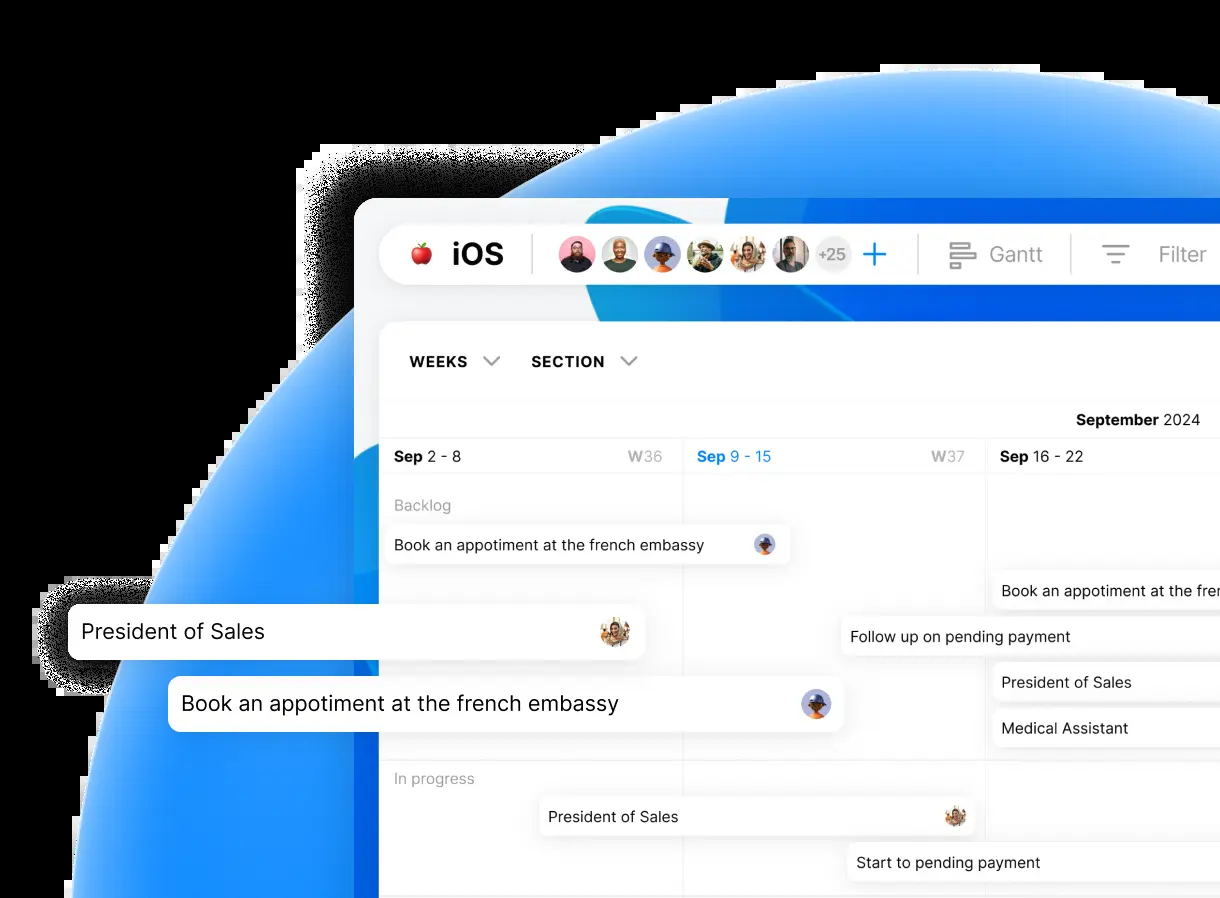 iOS +25 Gantt Filter
WEEKS SECTION
September 2024
Sep 2 - 8 W36 Sep 9 - 15 W37 Sep 16 - 22
Backlog
Book an appotiment at the french embassy
Book an appotiment at the
President of Sales
Follow up on pending payment
President of Sales
Book an appotiment at the french embassy
Medical Assistant
In progress
President of Sales
Start to pending payment